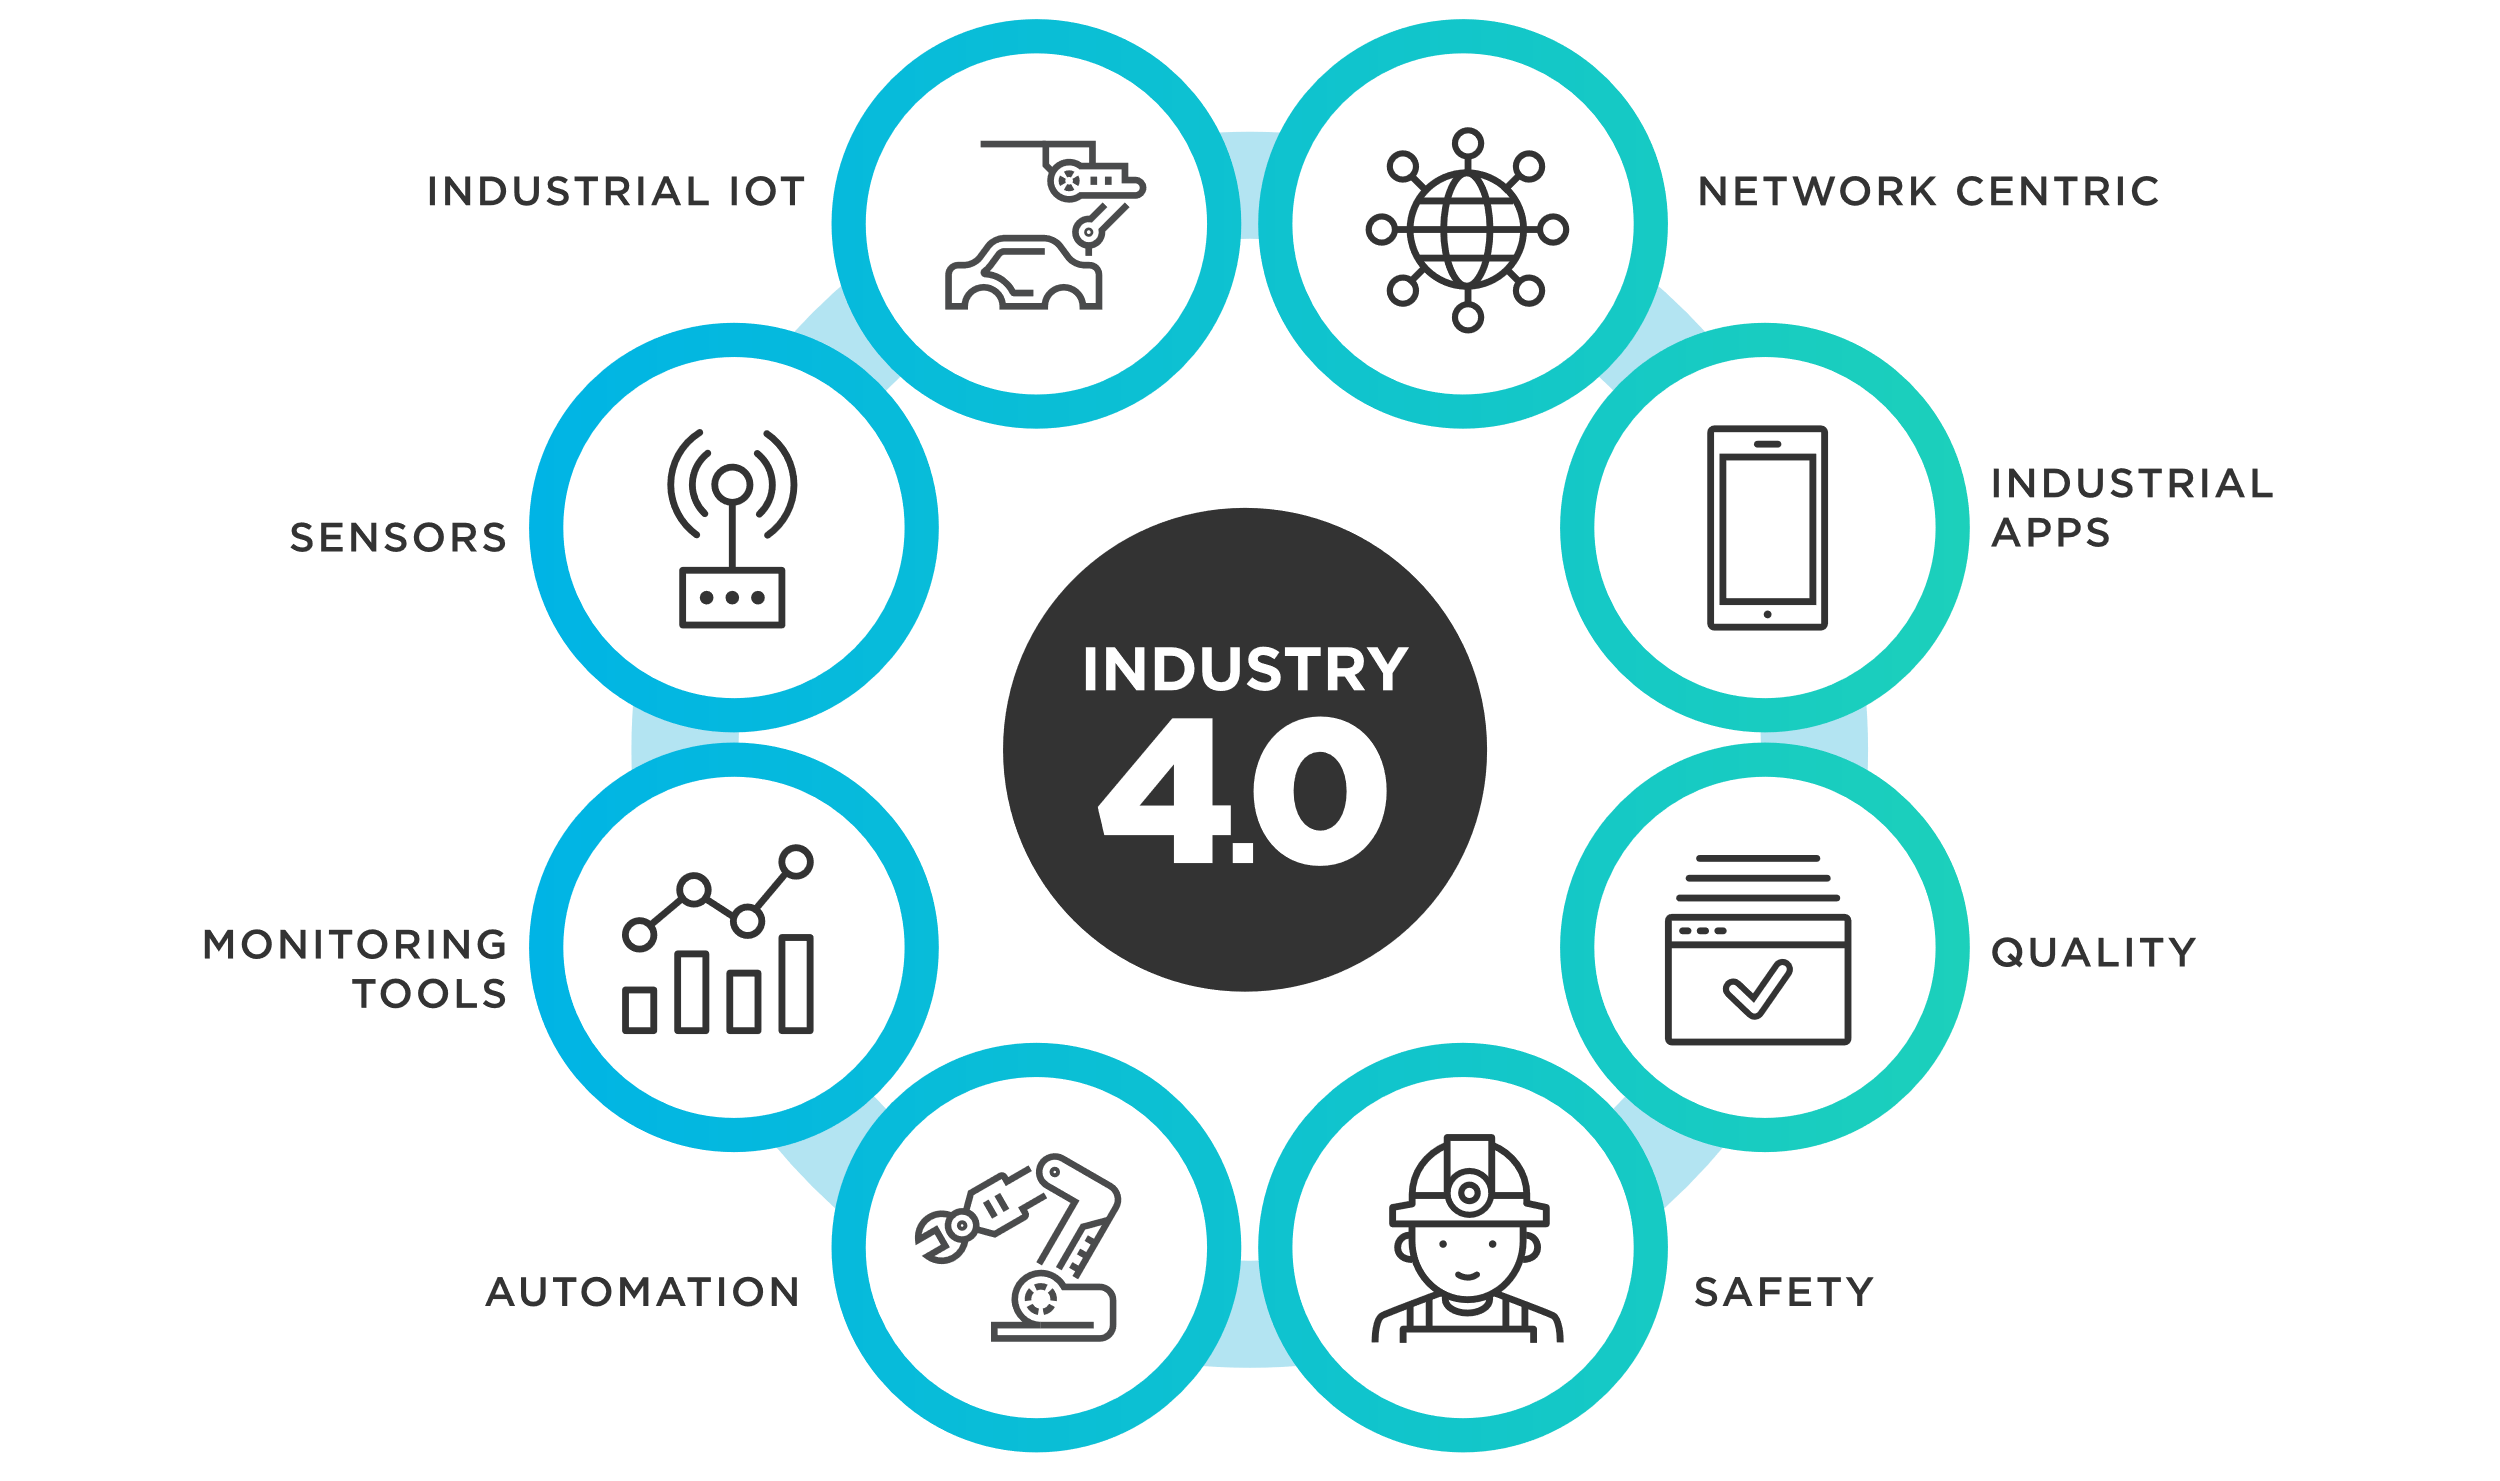 INDUSTRIAL IOT
NETWORK CENTRIC
SENSORS
INDUSTRIAL
APPS
INDUSTRY
4.0
MONITORING
TOOLS
QUALITY
AUTOMATION
SAFETY